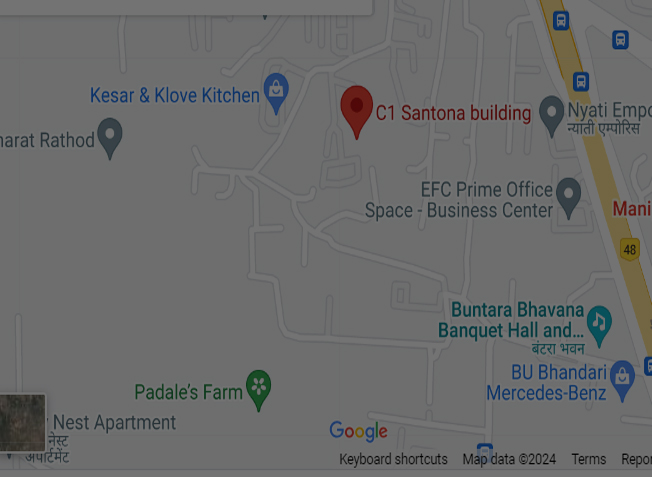 Kesar & Klove Kitchen
C1 Santona building
Nyati Empo
न्याती एम्पोरिस
harat Rathod
EFC Prime Office
Space - Business Center
Mani
48
Buntara Bhavana
Banquet Hall and...
बंटरा भवन
BU Bhandari
Mercedes-Benz
Padale's Farm
Nest Apartment
नेस्ट
अपार्टमेंट
Google
Keyboard shortcuts Map data ©2024 Terms Repor